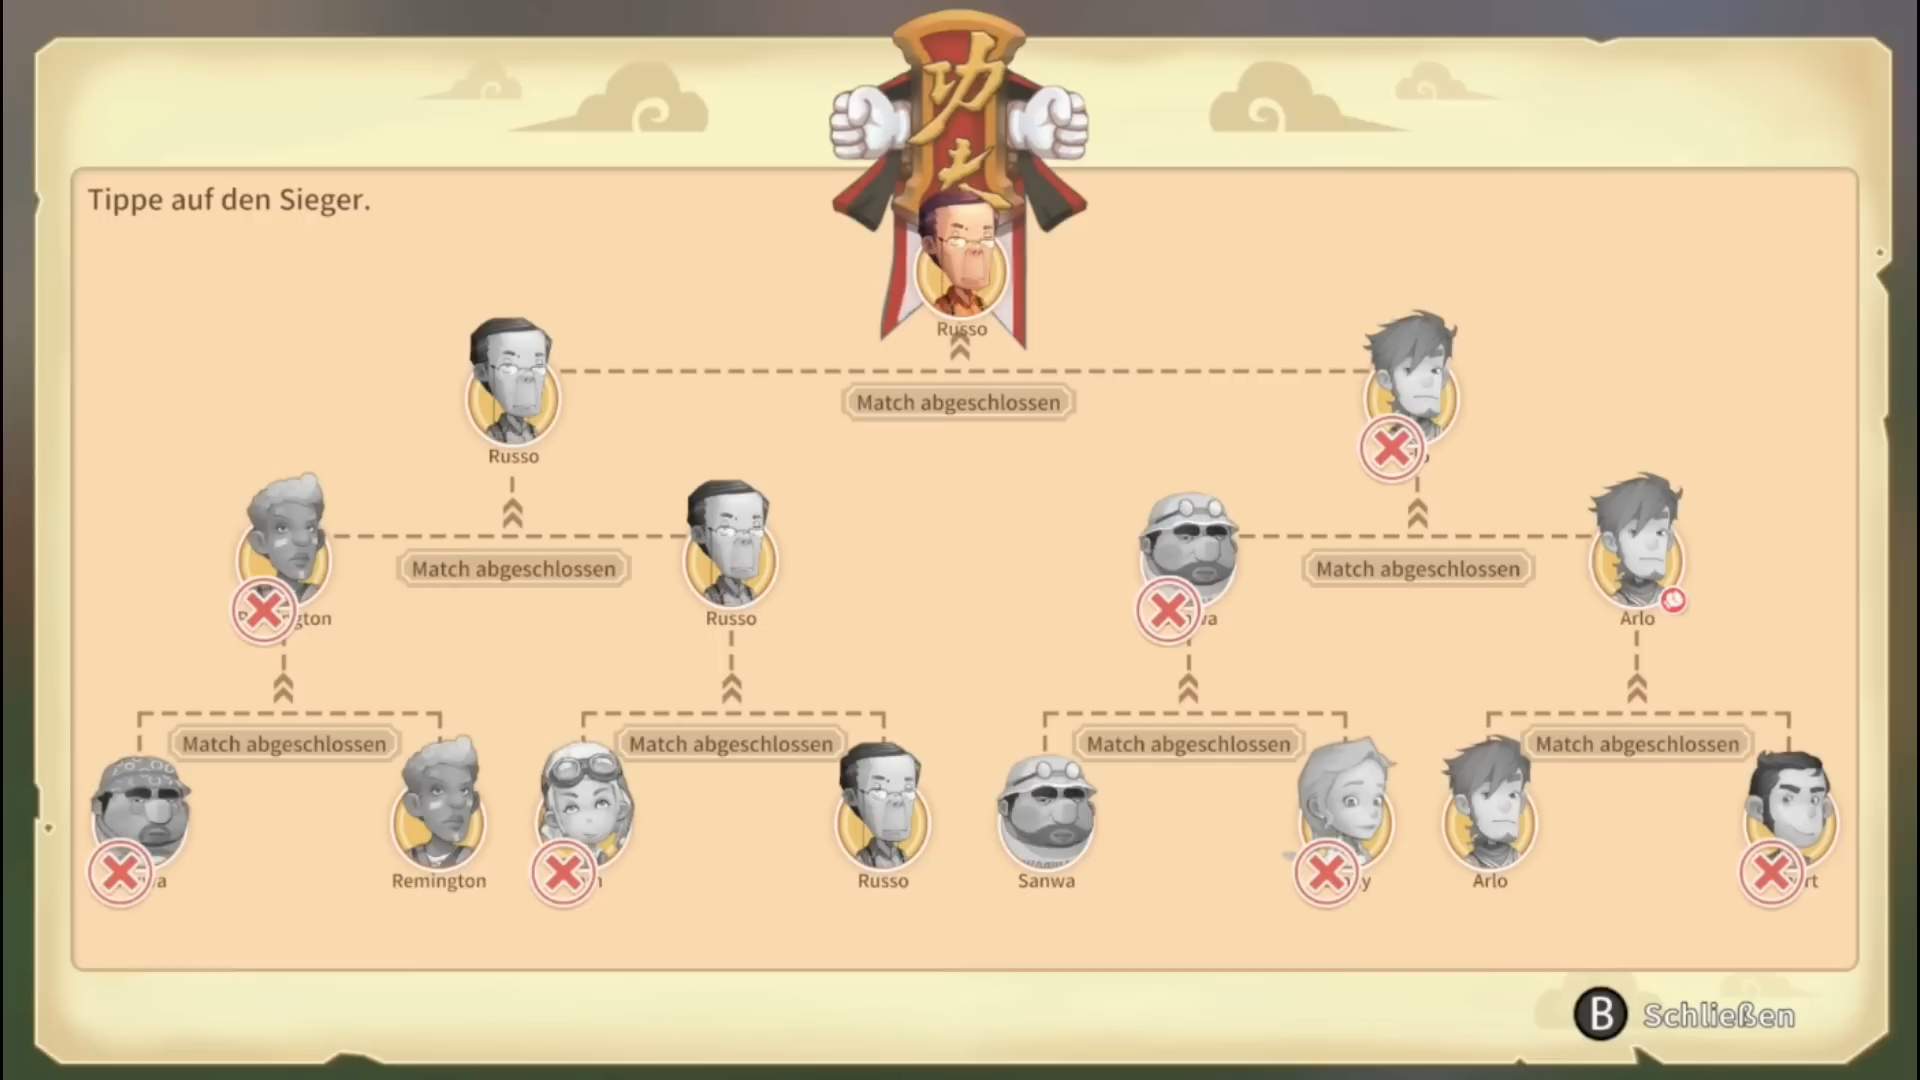 功夫
Tippe auf den Sieger.
Russo
Match abgeschlossen
Russo
Match abgeschlossen
Russo
Match abgeschlossen
Arlo
Match abgeschlossen
Match abgeschlossen
Match abgeschlossen
Match abgeschlossen
Remington
Russo
Sanwa
Arlo
B Schließen